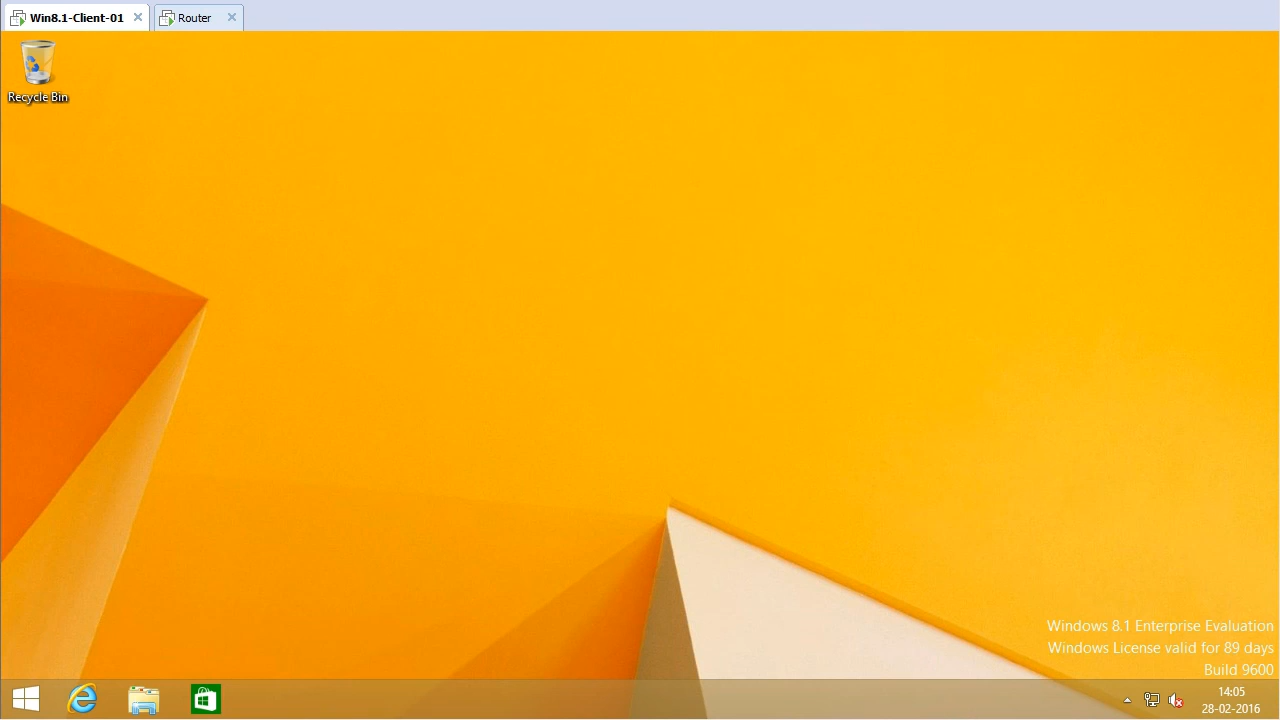 Win8.1-Client-01
Router
Recycle Bin
Windows 8.1 Enterprise Evaluation
Windows License valid for 89 days
Build 9600
14:05
28-02-2016